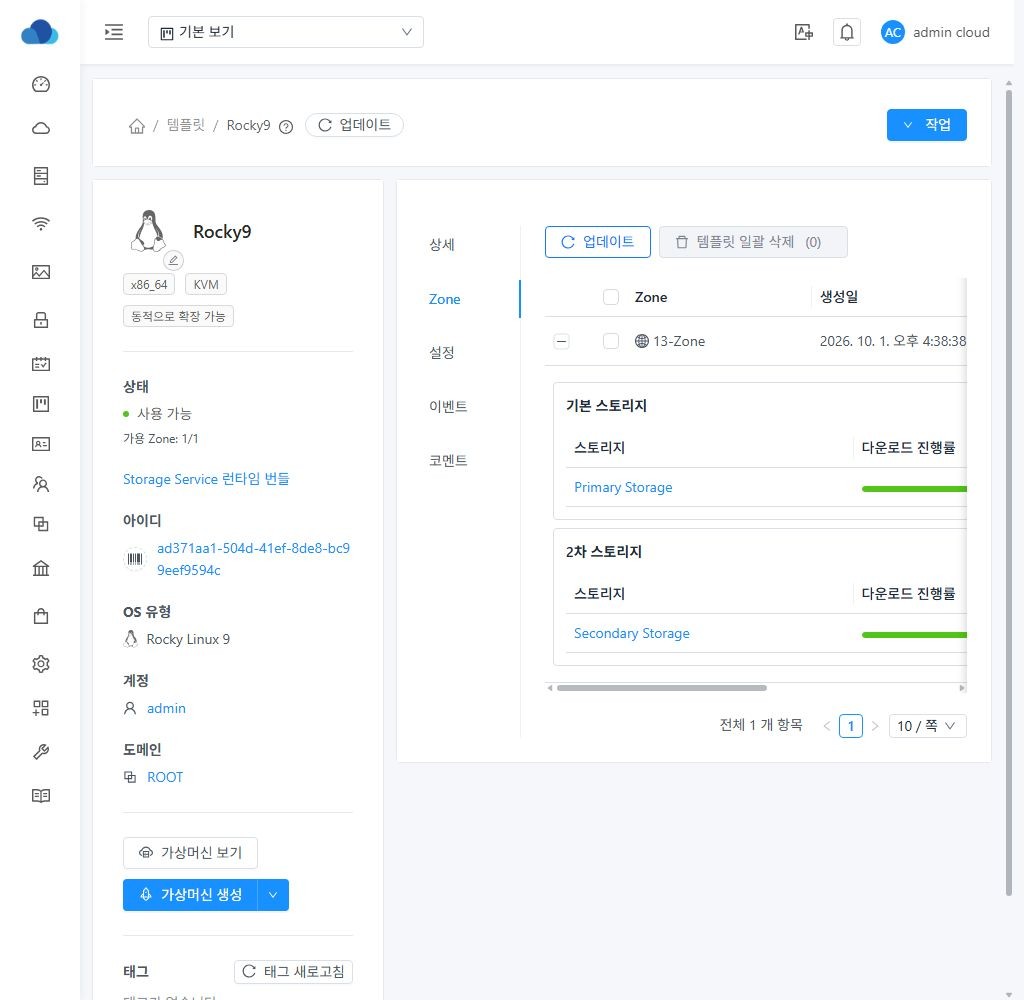 기본 보기
AC admin cloud
/ 템플릿 / Rocky9 업데이트
작업
Rocky9
x86_64 KVM
동적으로 확장 가능
상태
사용 가능
가용 Zone: 1/1
Storage Service 런타임 번들
아이디
ad371aa1-504d-41ef-8de8-bc9
9eef9594c
OS 유형
Rocky Linux 9
계정
admin
도메인
ROOT
가상머신 보기
가상머신 생성
태그 태그 새로고침
태그가 없습니다
상세
Zone
설정
이벤트
코멘트
업데이트 템플릿 일괄 삭제 (0)
Zone 생성일
13-Zone 2026. 10. 1. 오후 4:38:38
기본 스토리지
스토리지 다운로드 진행률
Primary Storage
2차 스토리지
스토리지 다운로드 진행률
Secondary Storage
전체 1 개 항목 < 1 > 10 / 쪽